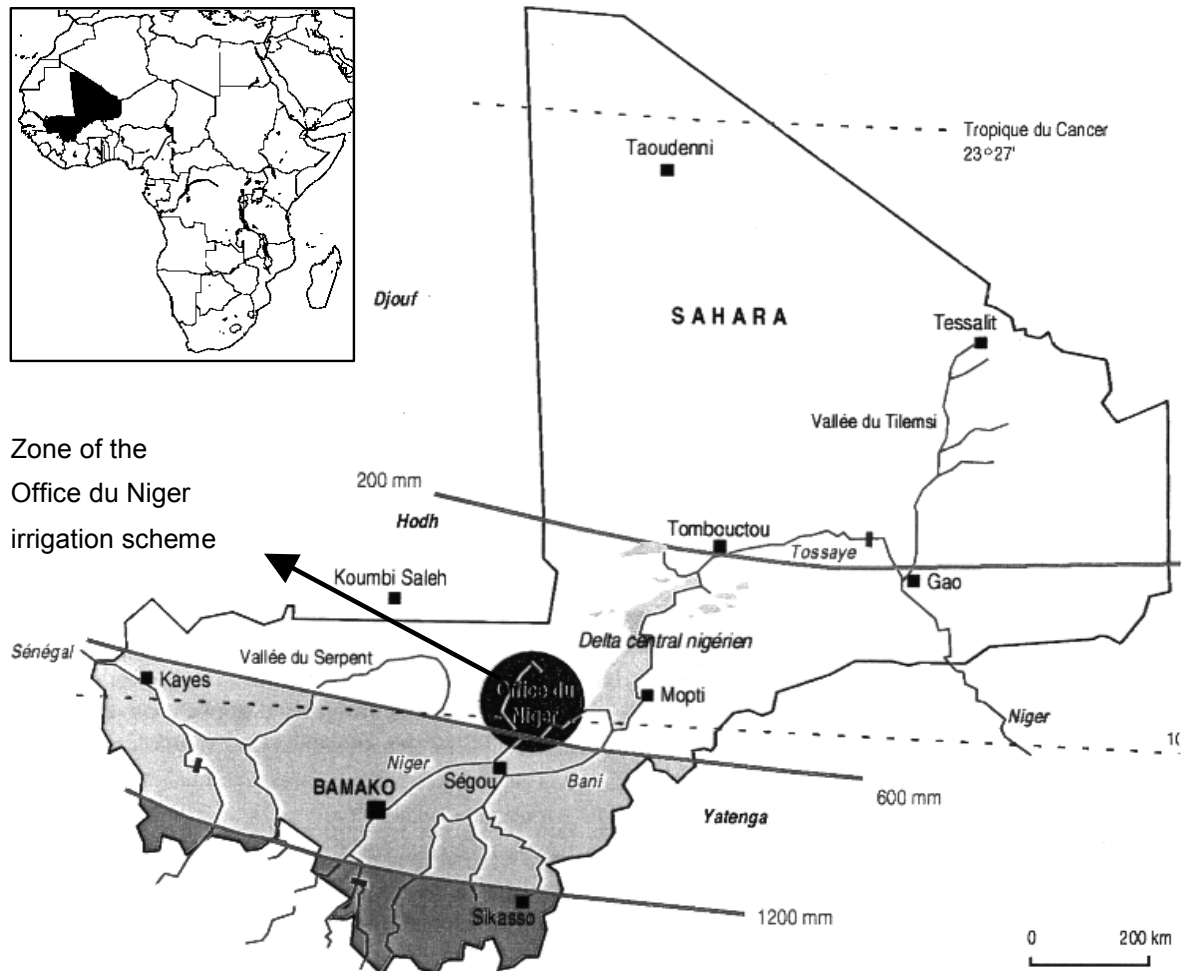 Tropique du Cancer
23°27'
Taoudenni
Djouf
SAHARA
Tessalit
Vallée du Tilemsi
Zone of the
Office du Niger
irrigation scheme
200 mm
Hodh
Tombouctou
Tossaye
Koumbi Saleh
Gao
Delta central nigérien
Sénégal
Vallée du Serpent
Kayes
Office du
Niger
Mopti
Niger
10
Niger
Ségou
Bani
BAMAKO
600 mm
Yatenga
Sikasso
1200 mm
0 200 km